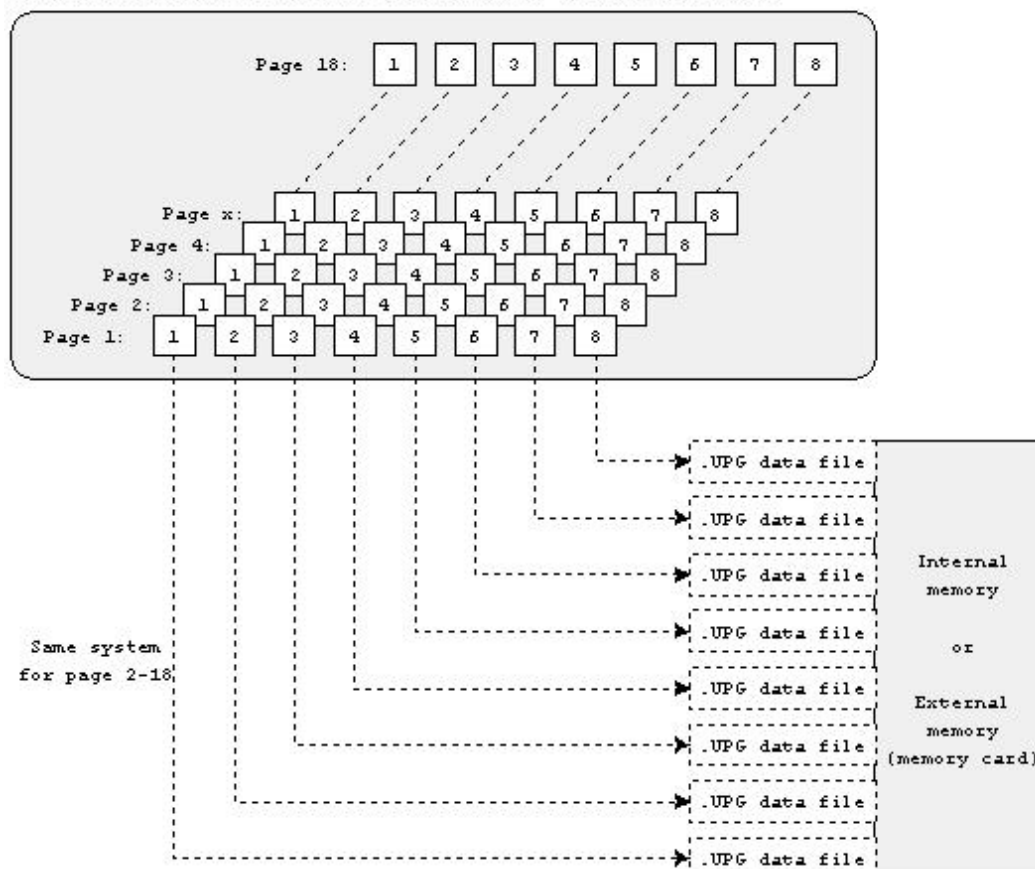 Page 18: 1 2 3 4 5 6 7 8
Page x: 1 2 3 4 5 6 7 8
Page 4: 1 2 3 4 5 6 7 8
Page 3: 1 2 3 4 5 6 7 8
Page 2: 1 2 3 4 5 6 7 8
Page 1: 1 2 3 4 5 6 7 8
.UPG data file
.UPG data file
.UPG data file
.UPG data file
.UPG data file
.UPG data file
.UPG data file
.UPG data file
Same system
for page 2-18
Internal
memory
or
External
memory
(memory card)